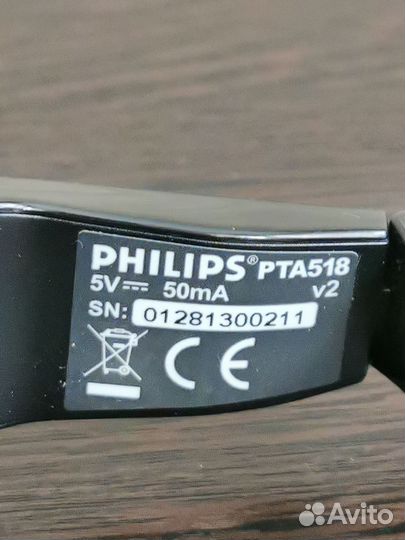 PHILIPS® PTA518
5V⎓ 50mA v2
SN: 01281300211
CE
Avito